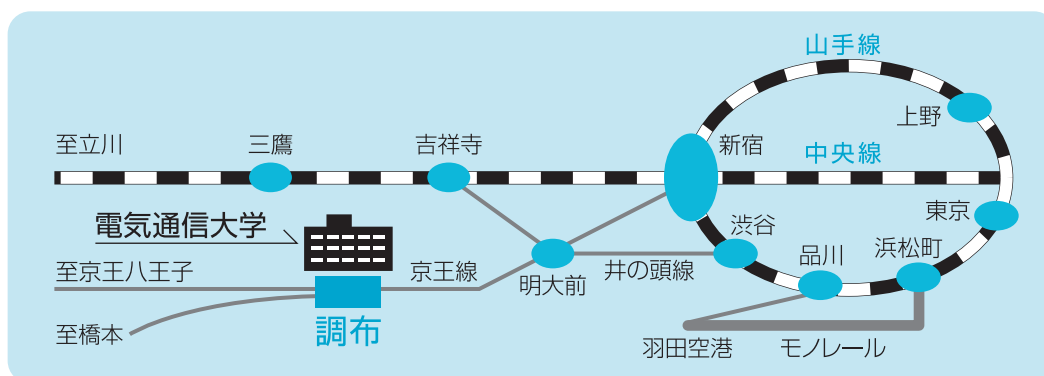 山手線
上野
至立川
三鷹
吉祥寺
新宿
中央線
電気通信大学
東京
渋谷
品川
浜松町
至京王八王子
京王線
明大前
井の頭線
至橋本
調布
羽田空港
モノレール